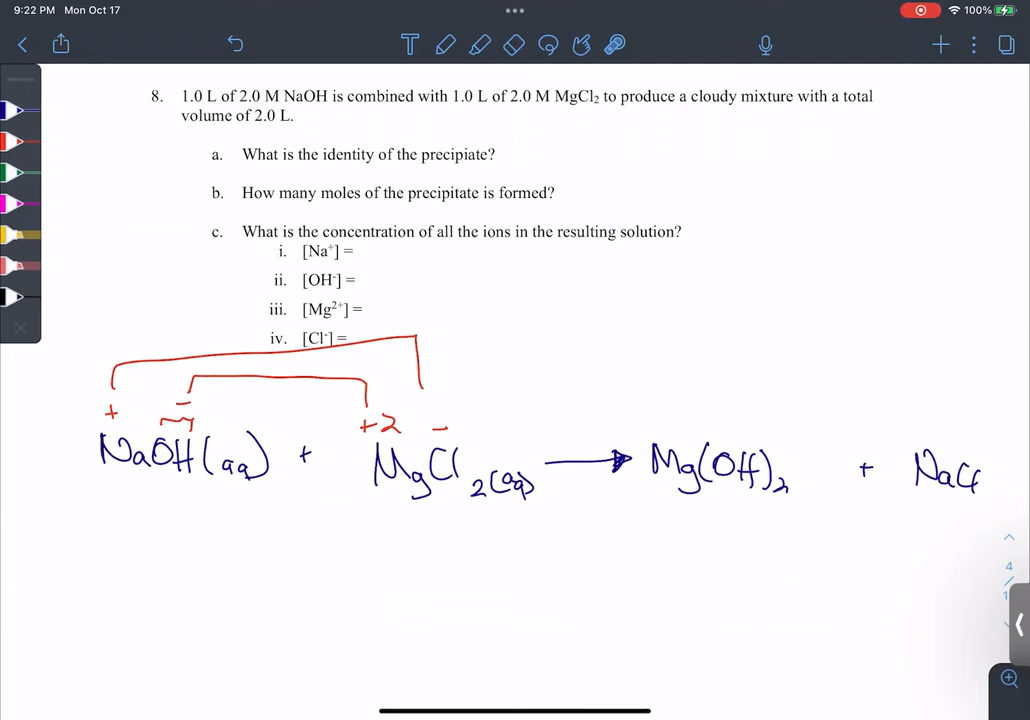 9:22 PM Mon Oct 17
100%
8. 1.0 L of 2.0 M NaOH is combined with 1.0 L of 2.0 M MgCl₂ to produce a cloudy mixture with a total
volume of 2.0 L.
a. What is the identity of the precipiate?
b. How many moles of the precipitate is formed?
c. What is the concentration of all the ions in the resulting solution?
i. [Na⁺] =
ii. [OH⁻] =
iii. [Mg²⁺] =
iv. [Cl⁻] =
+ − +2 −
NaOH(aq) + MgCl₂(aq) → Mg(OH)₂ + NaCl
4
/
1